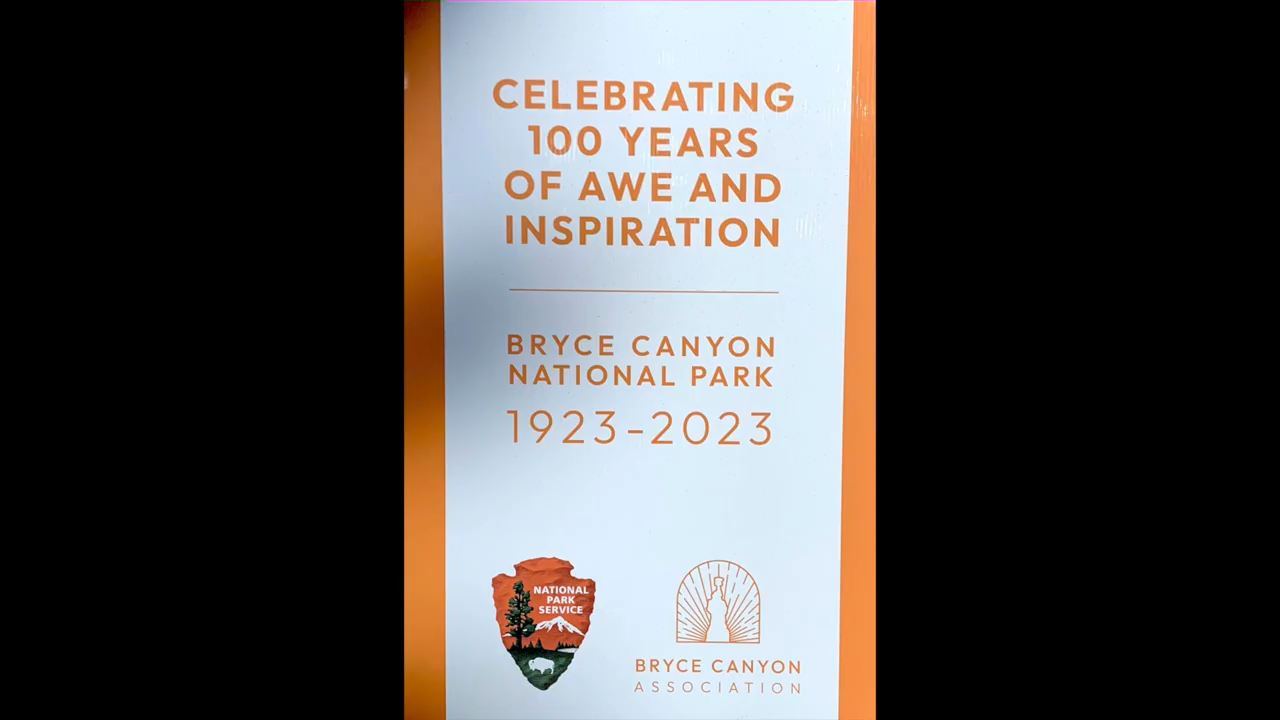 CELEBRATING
100 YEARS
OF AWE AND
INSPIRATION
BRYCE CANYON
NATIONAL PARK
1923-2023
NATIONAL
PARK
SERVICE
BRYCE CANYON
ASSOCIATION